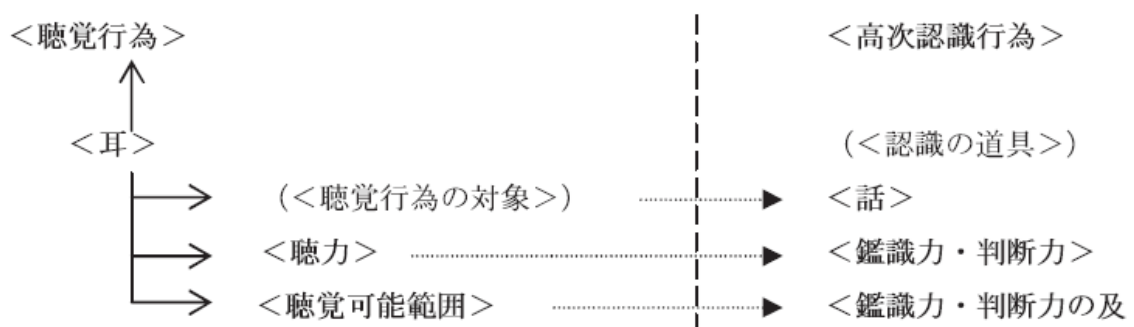 <聴覚行為> <高次認識行為>
<耳> (<認識の道具>)
(<聴覚行為の対象>) <話>
<聴力> <鑑識力・判断力>
<聴覚可能範囲> <鑑識力・判断力の及